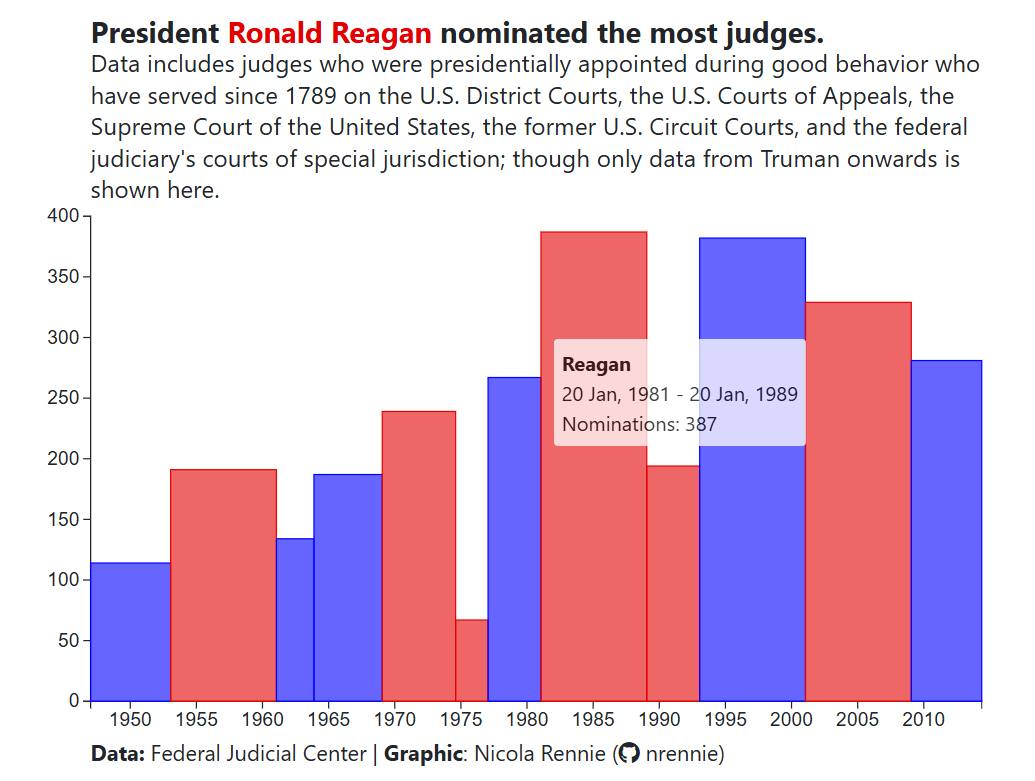 President Ronald Reagan nominated the most judges.
Data includes judges who were presidentially appointed during good behavior who
have served since 1789 on the U.S. District Courts, the U.S. Courts of Appeals, the
Supreme Court of the United States, the former U.S. Circuit Courts, and the federal
judiciary's courts of special jurisdiction; though only data from Truman onwards is
shown here.
400
350
300
250
200
150
100
50
0
Reagan
20 Jan, 1981 - 20 Jan, 1989
Nominations: 387
1950 1955 1960 1965 1970 1975 1980 1985 1990 1995 2000 2005 2010
Data: Federal Judicial Center | Graphic: Nicola Rennie ( nrennie)